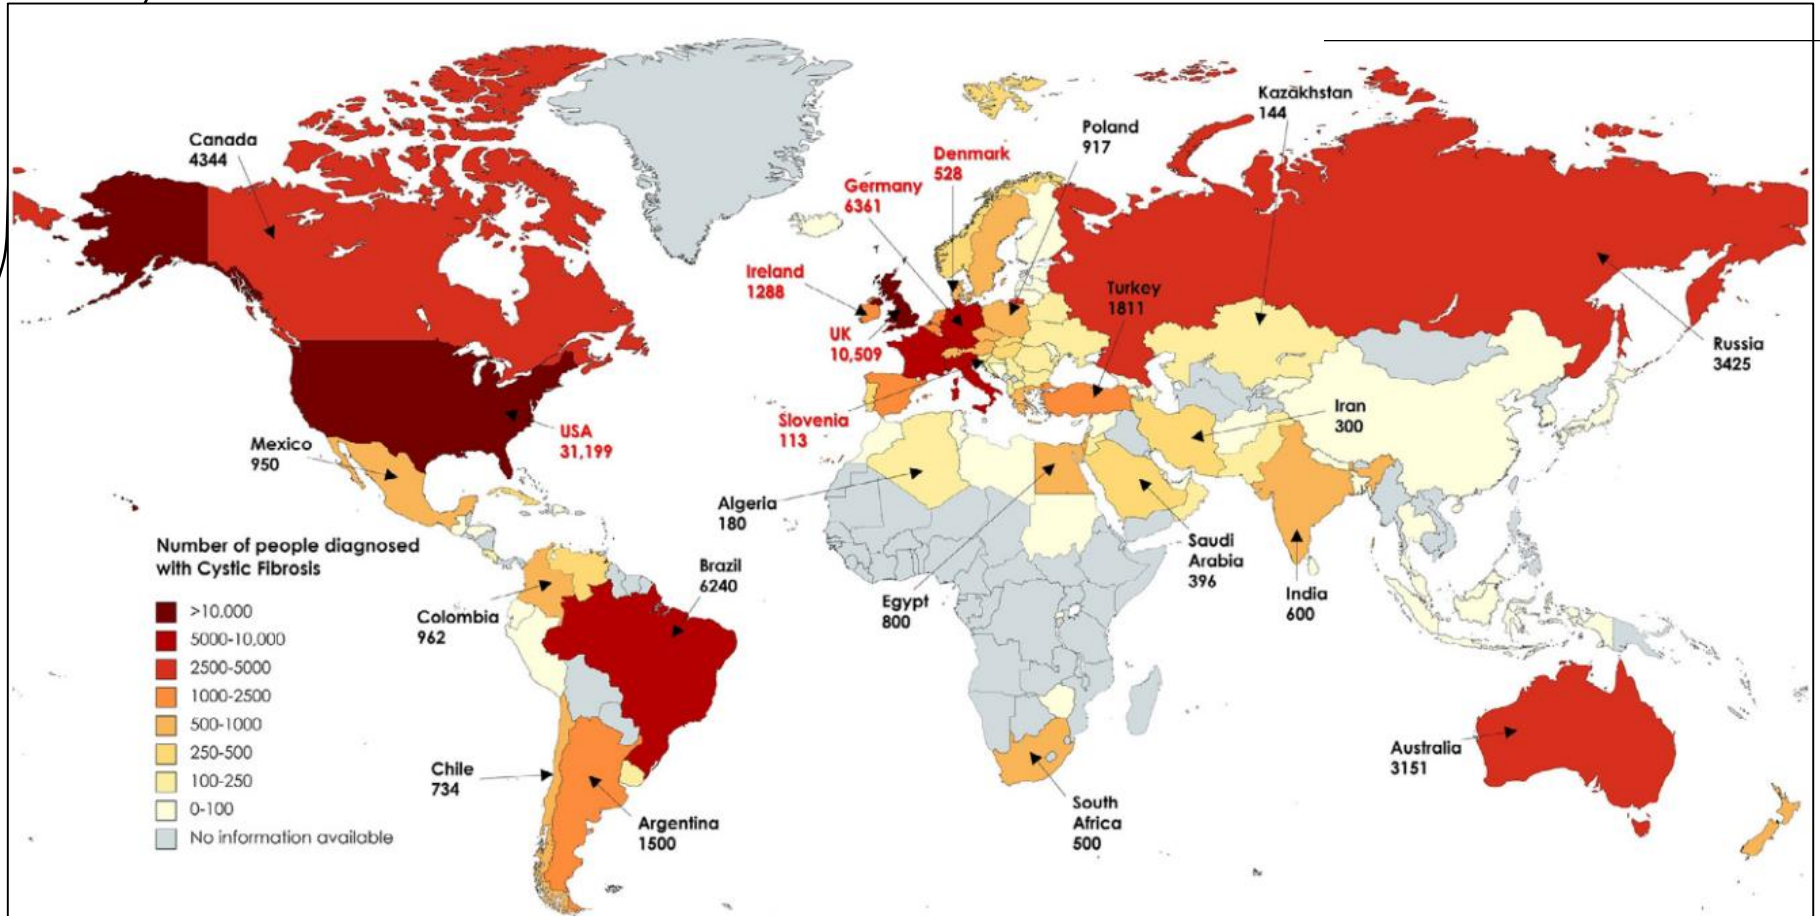 Canada
4344
Kazakhstan
144
Poland
917
Denmark
528
Germany
6361
Ireland
1288
UK
10,509
Turkey
1811
Russia
3425
Slovenia
113
USA
31,199
Mexico
950
Iran
300
Algeria
180
Saudi
Arabia
396
Egypt
800
India
600
Number of people diagnosed
with Cystic Fibrosis
>10.000
5000-10,000
2500-5000
1000-2500
500-1000
250-500
100-250
0-100
No information available
Brazil
6240
Colombia
962
Chile
734
Argentina
1500
South
Africa
500
Australia
3151